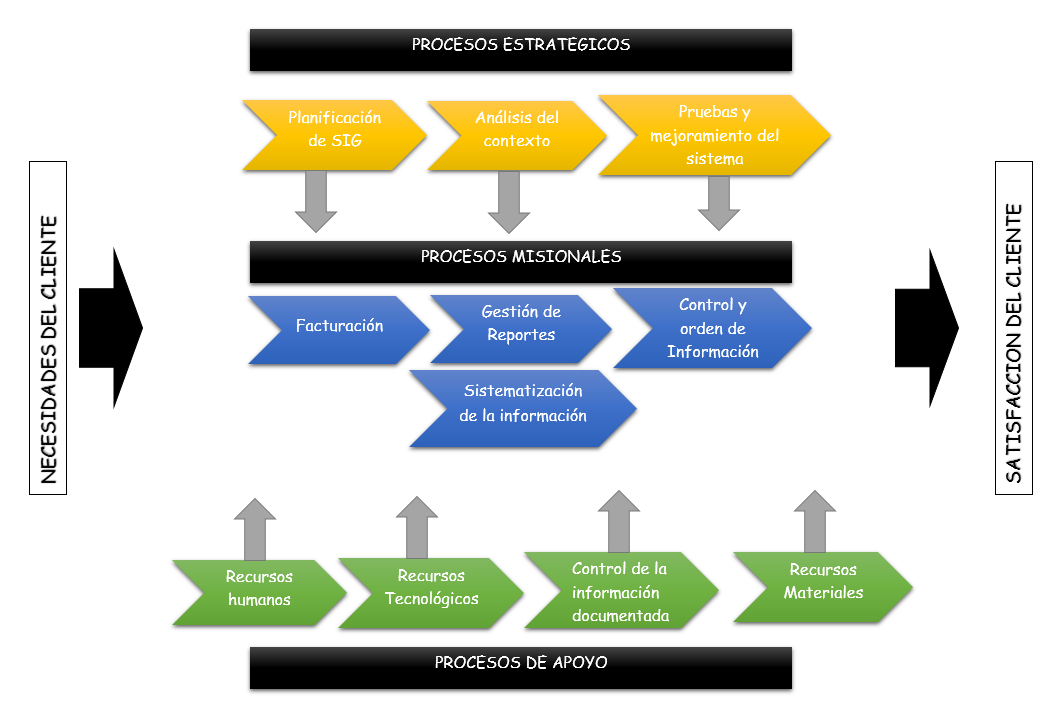 PROCESOS ESTRATÉGICOS
Planificación
de SIG
Análisis del
contexto
Pruebas y
mejoramiento del
sistema
NECESIDADES DEL CLIENTE
PROCESOS MISIONALES
Facturación
Gestión de
Reportes
Control y
orden de
Información
Sistematización
de la información
SATISFACCION DEL CLIENTE
Recursos
humanos
Recursos
Tecnológicos
Control de la
información
documentada
Recursos
Materiales
PROCESOS DE APOYO